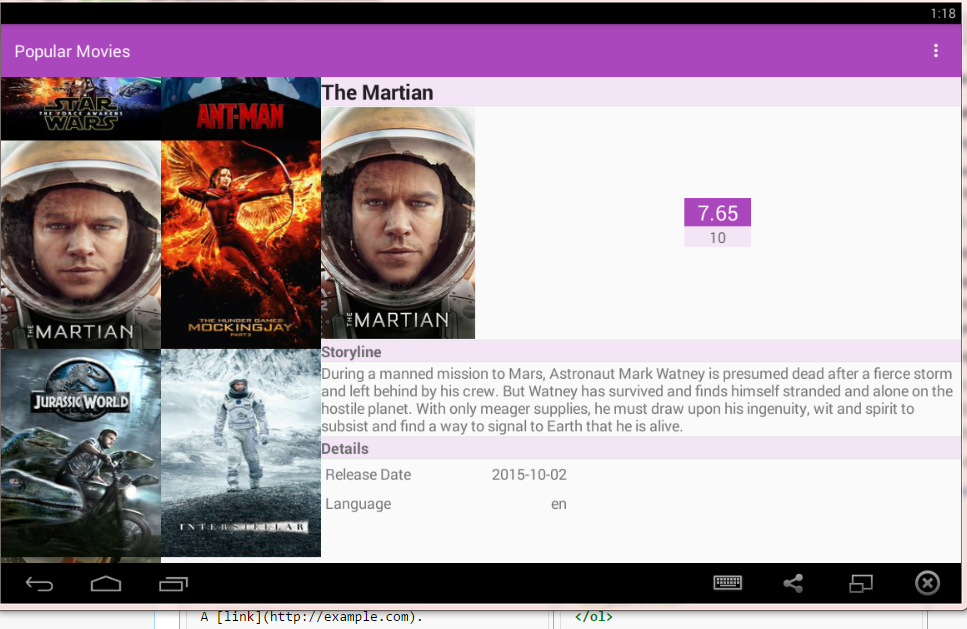 1:18
Popular Movies
STAR
THE FORCE AWAKENS
WARS
ANT-MAN
THE MARTIAN
THE HUNGER GAMES
MOCKINGJAY
PART 2
JURASSIC WORLD
INTERSTELLAR
The Martian
THE MARTIAN
7.65
10
Storyline
During a manned mission to Mars, Astronaut Mark Watney is presumed dead after a fierce storm
and left behind by his crew. But Watney has survived and finds himself stranded and alone on the
hostile planet. With only meager supplies, he must draw upon his ingenuity, wit and spirit to
subsist and find a way to signal to Earth that he is alive.
Details
Release Date 2015-10-02
Language en
A [link](http://example.com).
</ol>